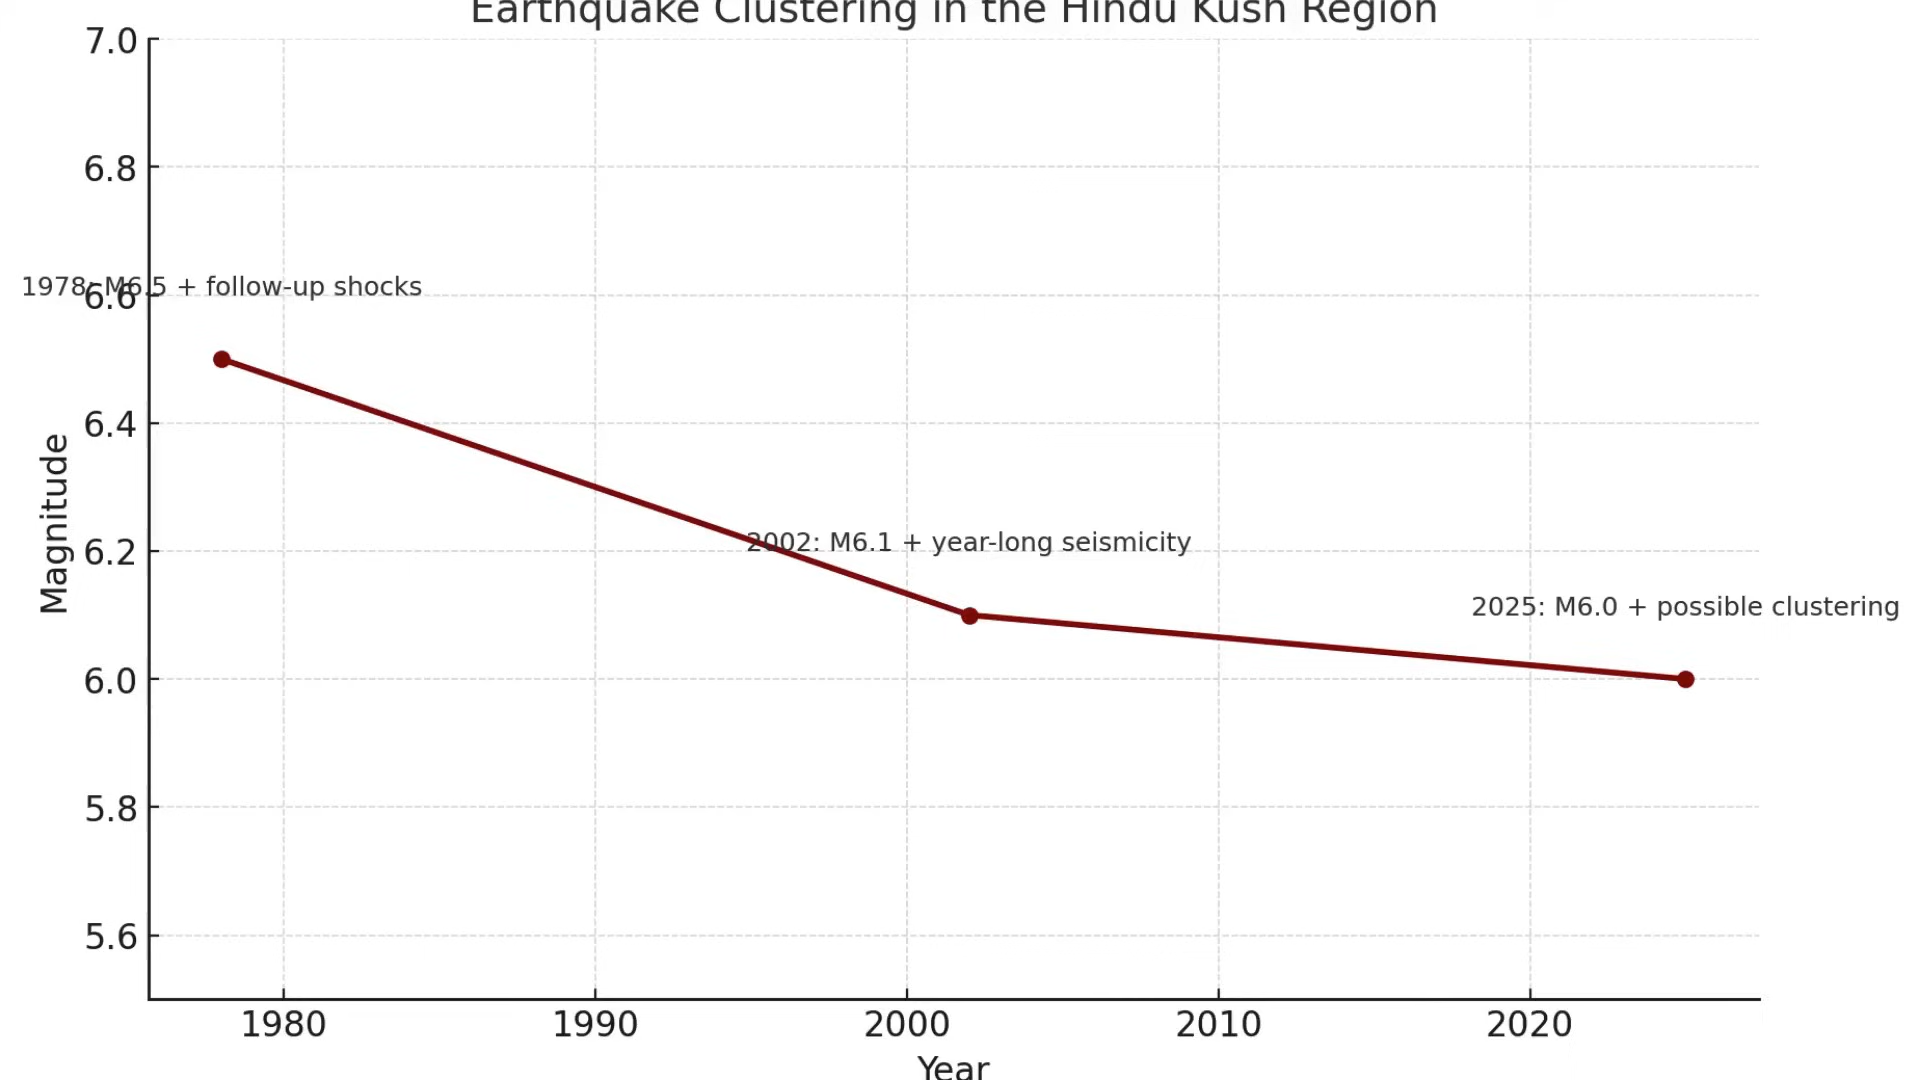 Earthquake Clustering in the Hindu Kush Region
7.0
6.8
1978: M6.5 + follow-up shocks
6.6
6.4
Magnitude
6.2
2002: M6.1 + year-long seismicity
2025: M6.0 + possible clustering
6.0
5.8
5.6
1980 1990 2000 2010 2020
Year